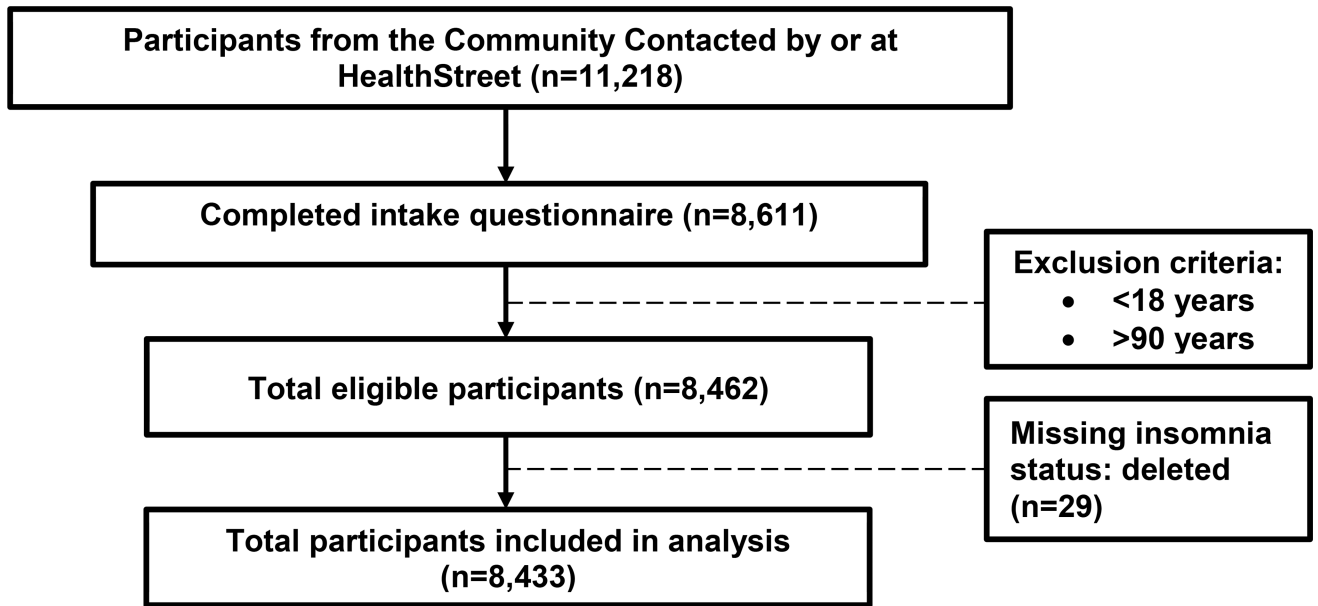 Participants from the Community Contacted by or at
HealthStreet (n=11,218)
Completed intake questionnaire (n=8,611)
Exclusion criteria:
• <18 years
• >90 years
Total eligible participants (n=8,462)
Missing insomnia
status: deleted
(n=29)
Total participants included in analysis
(n=8,433)